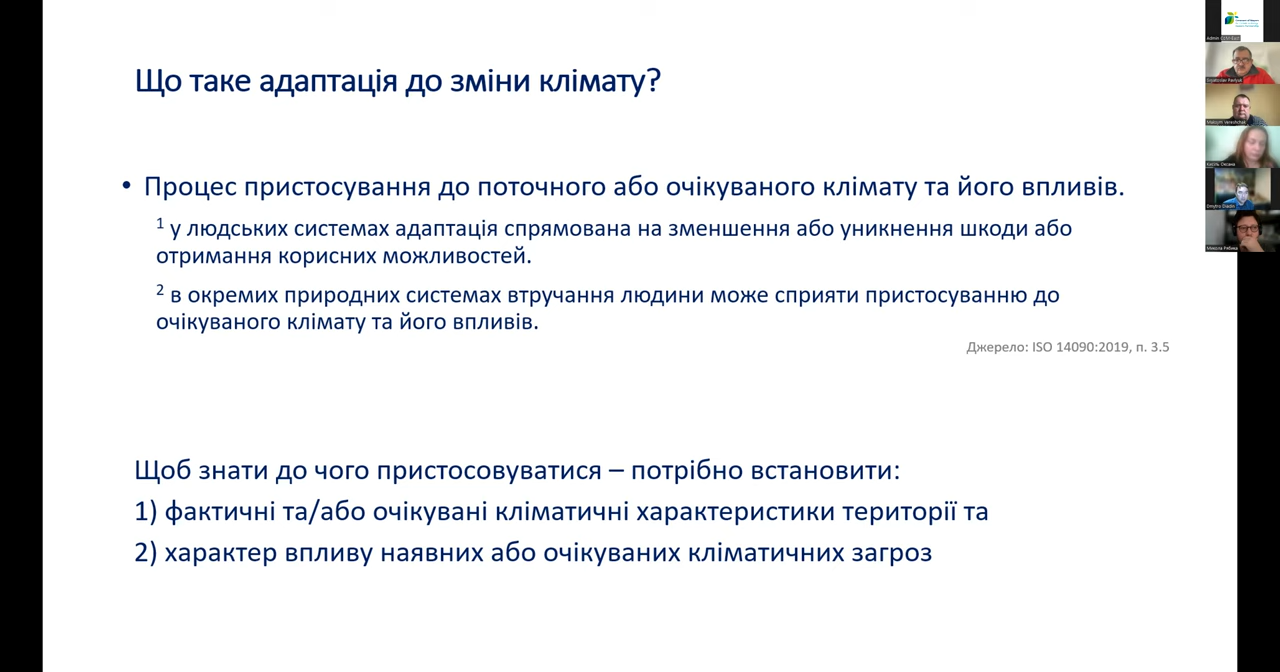 Що таке адаптація до зміни клімату?
• Процес пристосування до поточного або очікуваного клімату та його впливів.
1 у людських системах адаптація спрямована на зменшення або уникнення шкоди або
отримання корисних можливостей.
2 в окремих природних системах втручання людини може сприяти пристосуванню до
очікуваного клімату та його впливів.
Джерело: ISO 14090:2019, п. 3.5
Щоб знати до чого пристосовуватися – потрібно встановити:
1) фактичні та/або очікувані кліматичні характеристики території та
2) характер впливу наявних або очікуваних кліматичних загроз